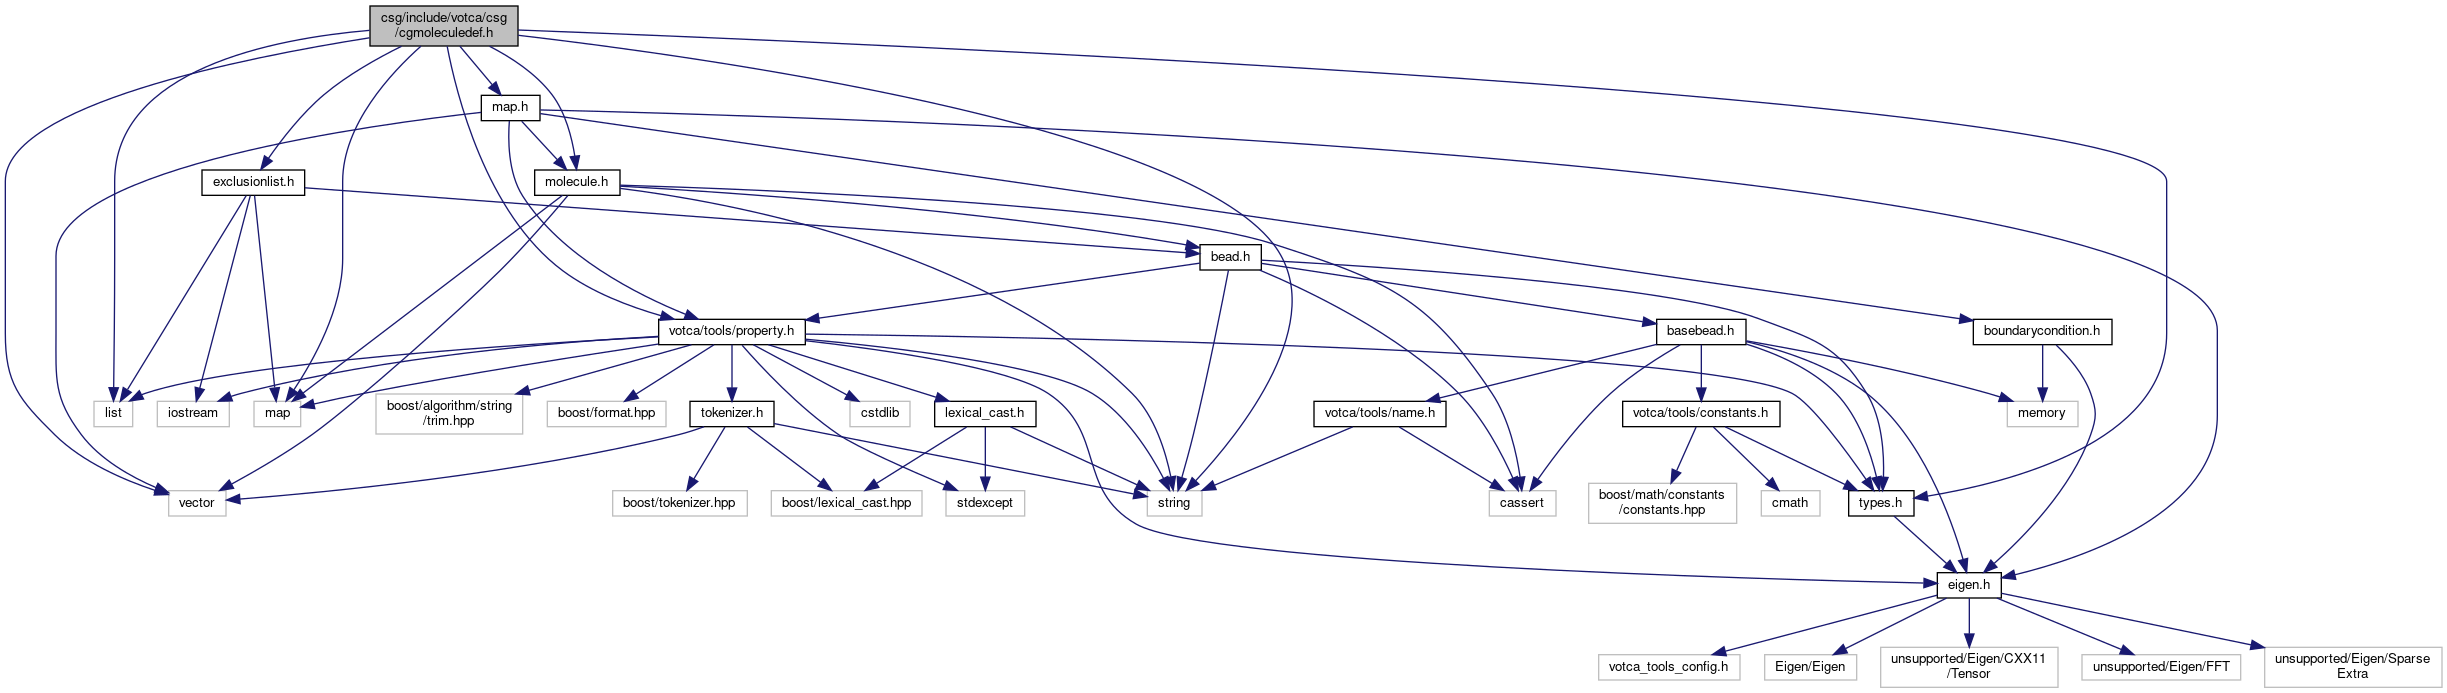 csg/include/votca/csg
/cgmoleculedef.h
map.h
exclusionlist.h
molecule.h
bead.h
votca/tools/property.h
basebead.h
boundarycondition.h
list
iostream
map
boost/algorithm/string
/trim.hpp
boost/format.hpp
tokenizer.h
cstdlib
lexical_cast.h
votca/tools/name.h
votca/tools/constants.h
memory
vector
boost/tokenizer.hpp
boost/lexical_cast.hpp
stdexcept
string
cassert
boost/math/constants
/constants.hpp
cmath
types.h
eigen.h
votca_tools_config.h
Eigen/Eigen
unsupported/Eigen/CXX11
/Tensor
unsupported/Eigen/FFT
unsupported/Eigen/Sparse
Extra